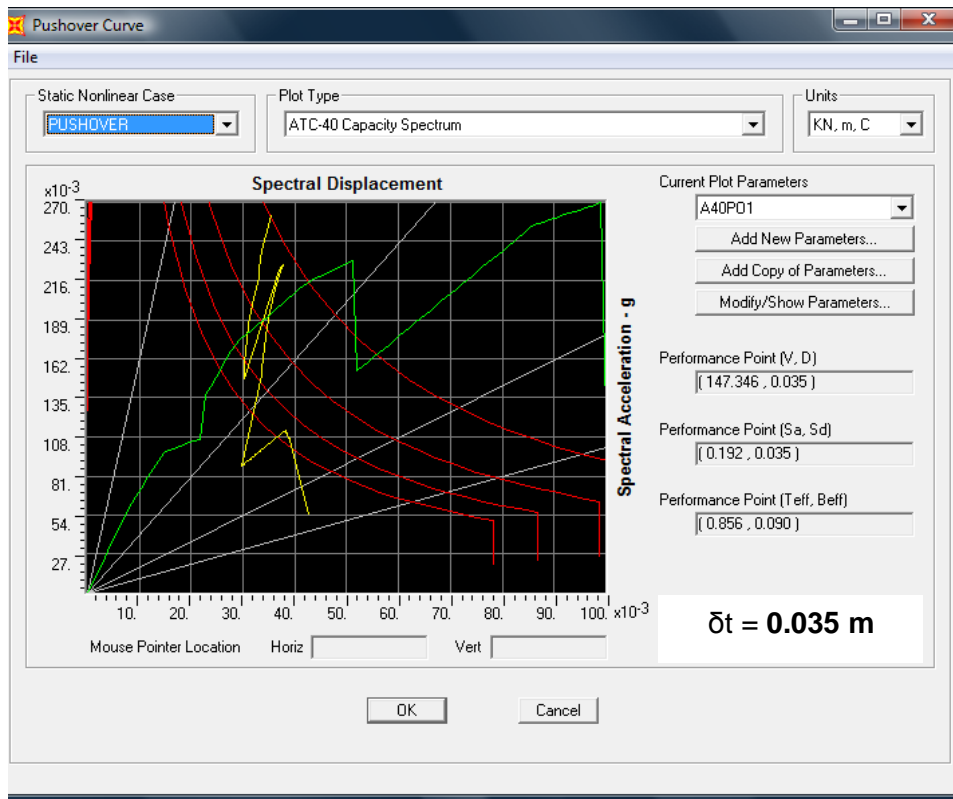 Pushover Curve
File
Static Nonlinear Case
PUSHOVER
Plot Type
ATC-40 Capacity Spectrum
Units
KN, m, C
Spectral Displacement
x10-3
270.
243.
216.
189.
162.
135.
108.
81.
54.
27.
10. 20. 30. 40. 50. 60. 70. 80. 90. 100. x10-3
Spectral Acceleration - g
Mouse Pointer Location Horiz Vert
Current Plot Parameters
A40PO1
Add New Parameters...
Add Copy of Parameters...
Modify/Show Parameters...
Performance Point (V, D)
( 147.346 , 0.035 )
Performance Point (Sa, Sd)
( 0.192 , 0.035 )
Performance Point (Teff, Beff)
( 0.856 , 0.090 )
δt = 0.035 m
OK
Cancel